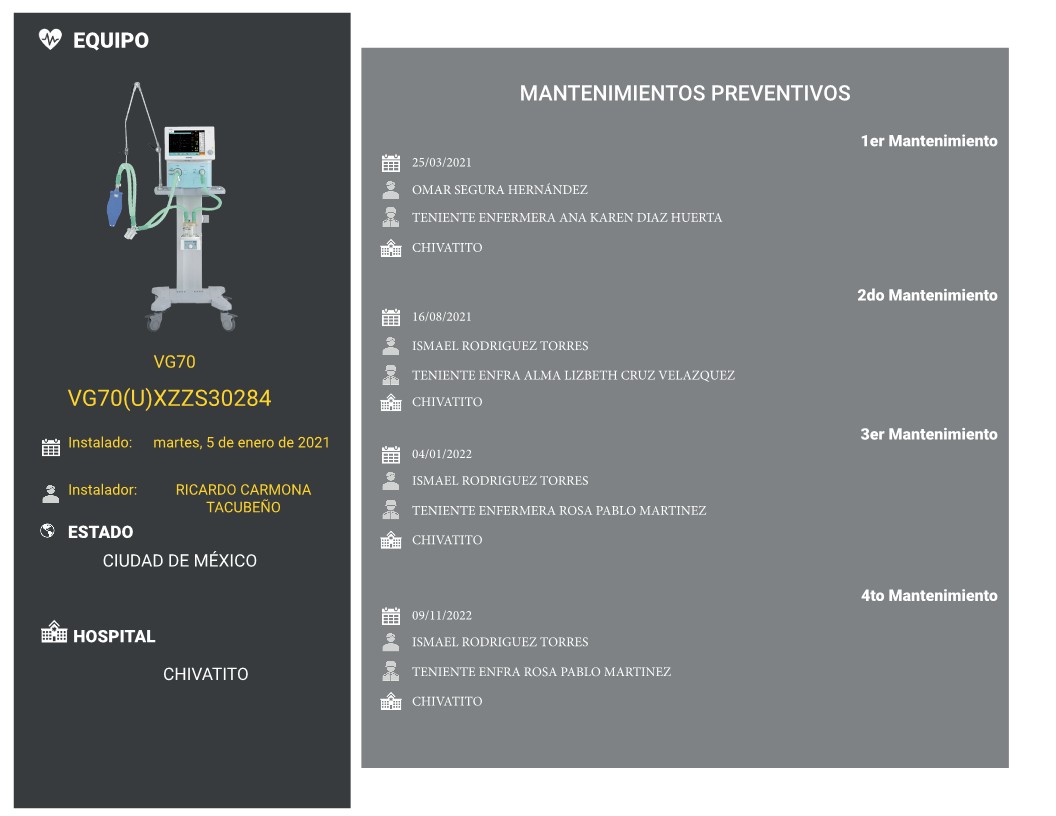 EQUIPO
VG70
VG70(U)XZZS30284
Instalado: martes, 5 de enero de 2021
Instalador: RICARDO CARMONA
TACUBEÑO
ESTADO
CIUDAD DE MÉXICO
HOSPITAL
CHIVATITO
MANTENIMIENTOS PREVENTIVOS
1er Mantenimiento
25/03/2021
OMAR SEGURA HERNÁNDEZ
TENIENTE ENFERMERA ANA KAREN DIAZ HUERTA
CHIVATITO
2do Mantenimiento
16/08/2021
ISMAEL RODRIGUEZ TORRES
TENIENTE ENFRA ALMA LIZBETH CRUZ VELAZQUEZ
CHIVATITO
3er Mantenimiento
04/01/2022
ISMAEL RODRIGUEZ TORRES
TENIENTE ENFERMERA ROSA PABLO MARTINEZ
CHIVATITO
4to Mantenimiento
09/11/2022
ISMAEL RODRIGUEZ TORRES
TENIENTE ENFRA ROSA PABLO MARTINEZ
CHIVATITO